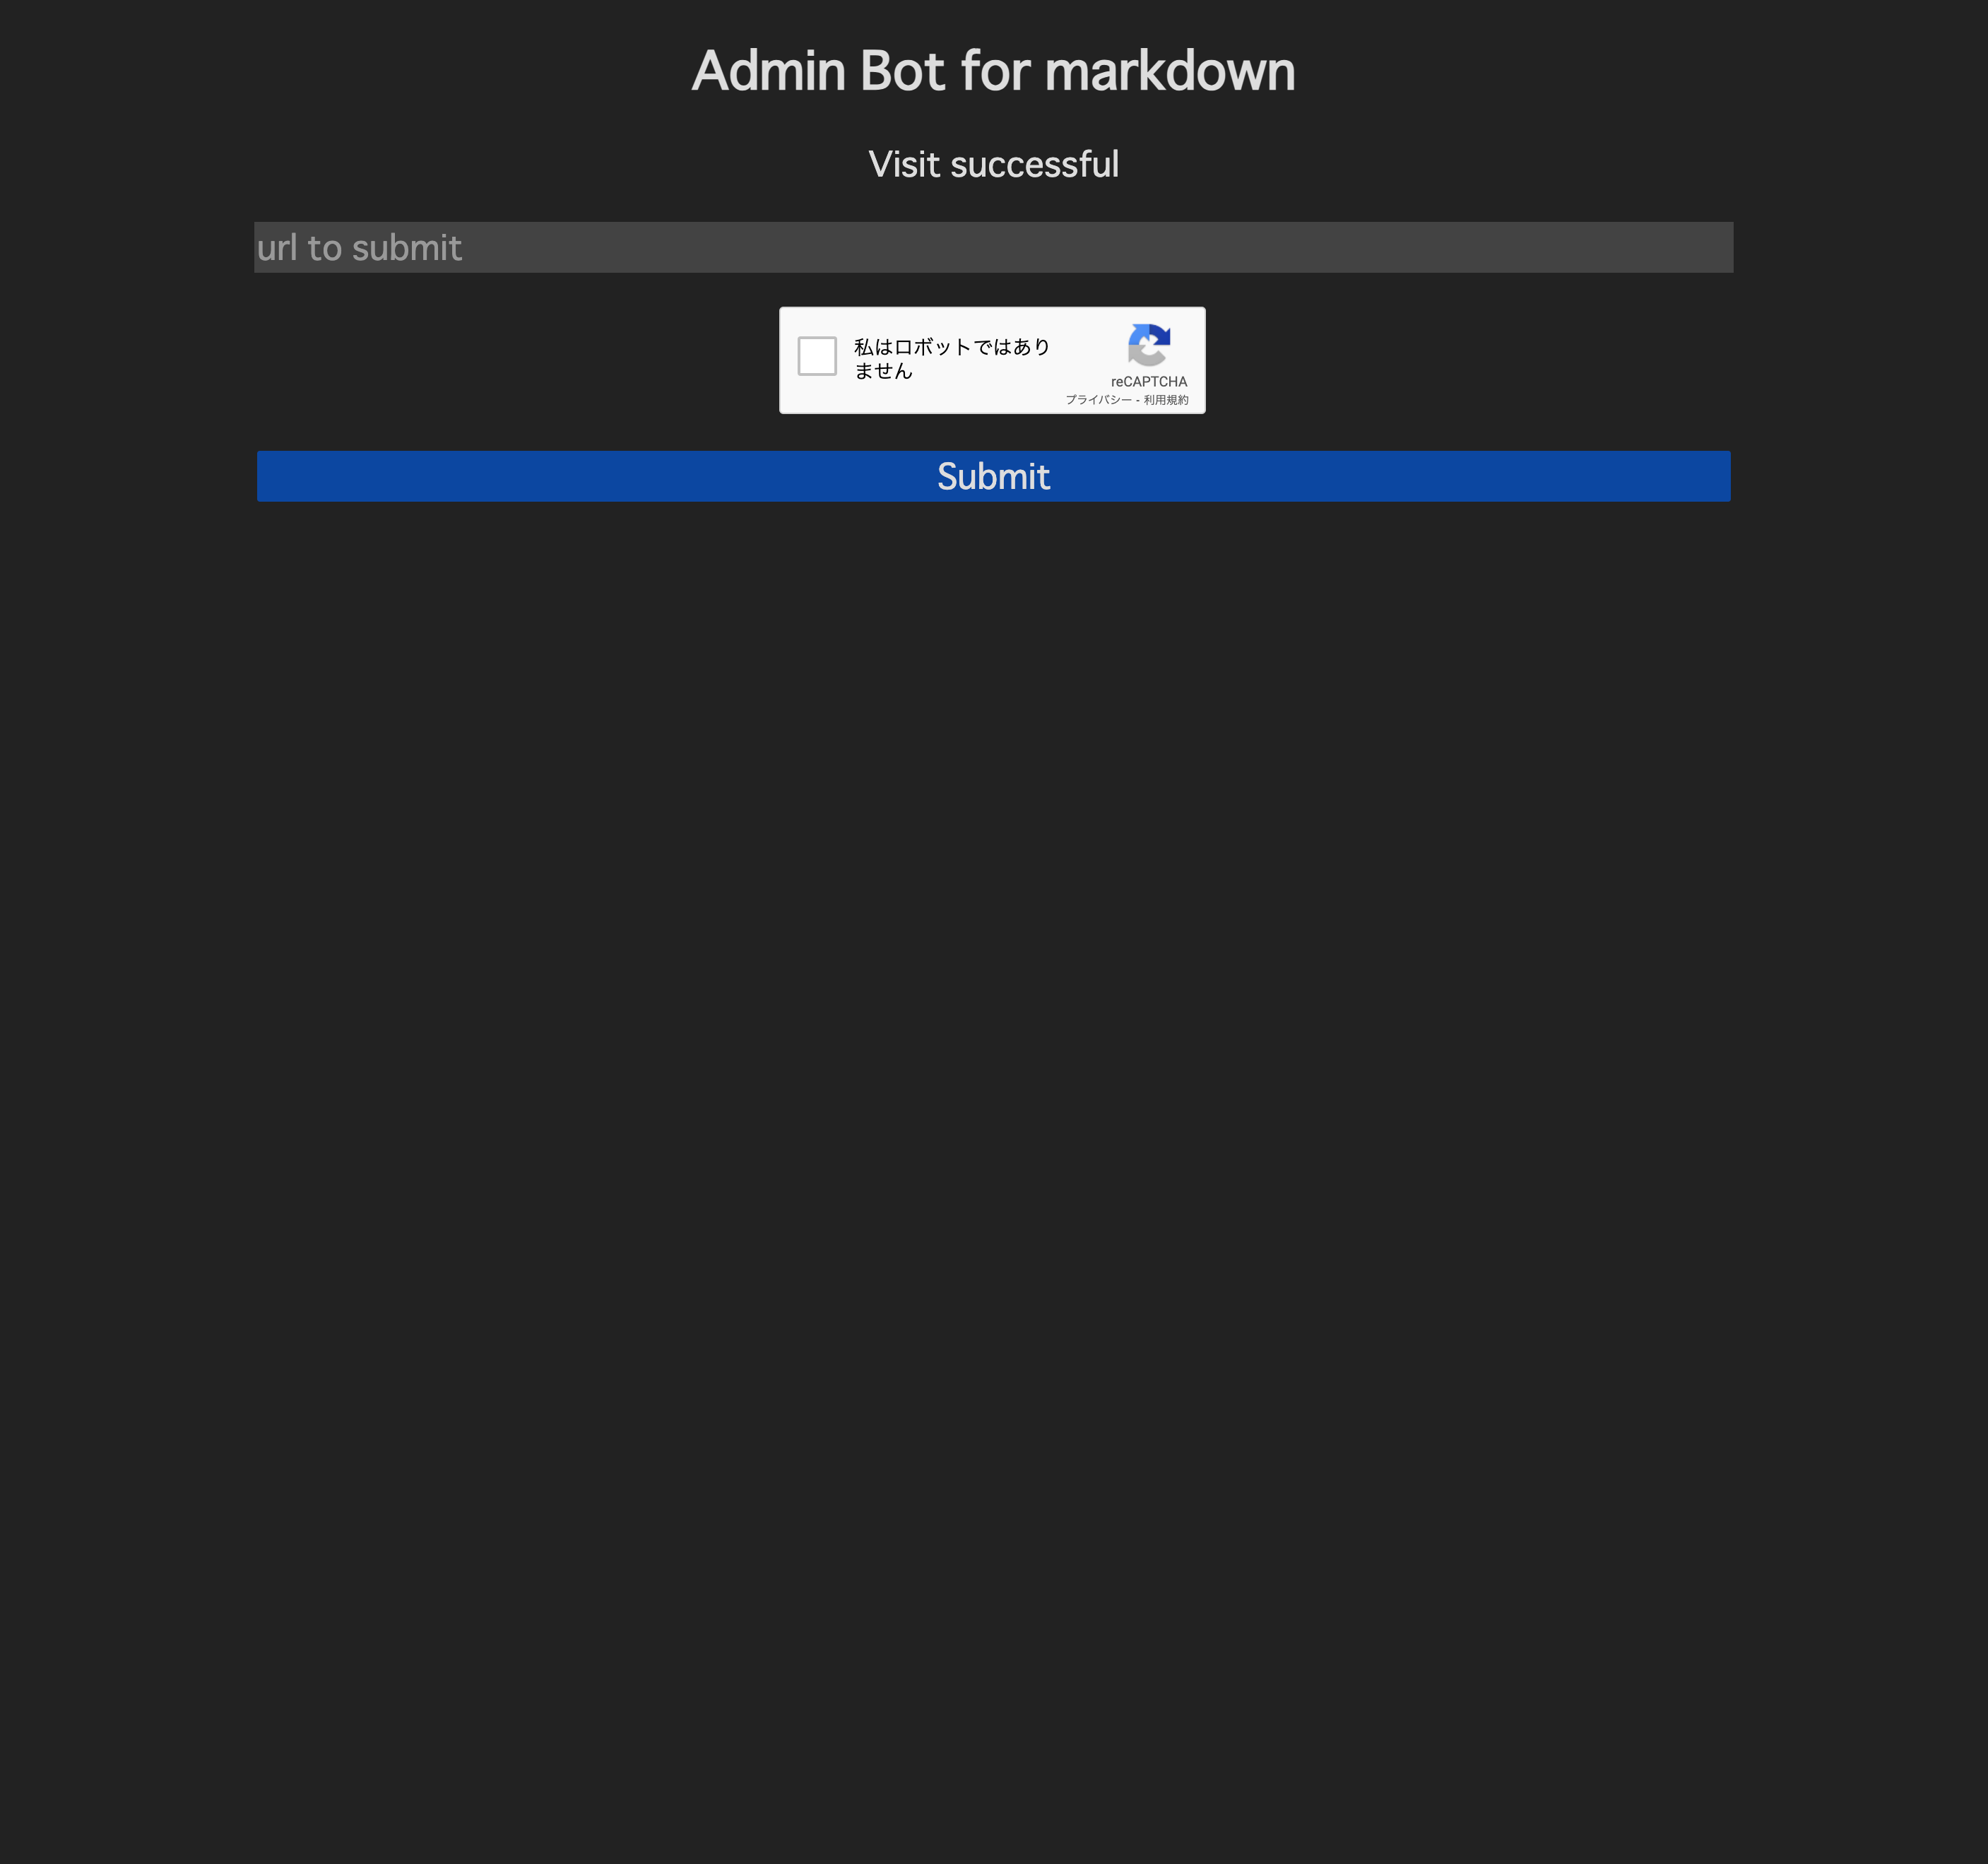 Admin Bot for markdown
Visit successful
url to submit
私はロボットではあり
ません
reCAPTCHA
プライバシー - 利用規約
Submit